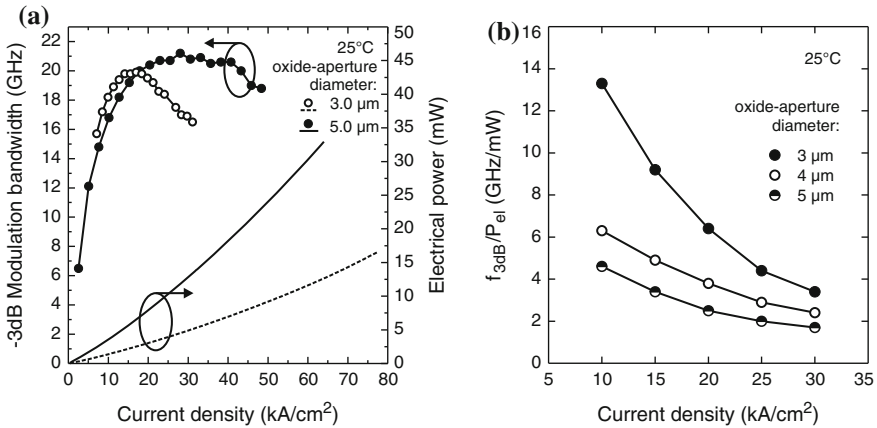 (a)
-3dB Modulation bandwidth (GHz)
22
20
18
16
14
12
10
8
6
4
2
0
25°C
oxide-aperture
diameter:
3.0 µm
5.0 µm
50
45
40
35
30
25
20
15
10
5
0
Electrical power (mW)
0 10 20 30 40 50 60 70 80
Current density (kA/cm²)
(b)
f3dB/Pel (GHz/mW)
16
14
12
10
8
6
4
2
0
25°C
oxide-aperture
diameter:
3 µm
4 µm
5 µm
5 10 15 20 25 30 35
Current density (kA/cm²)